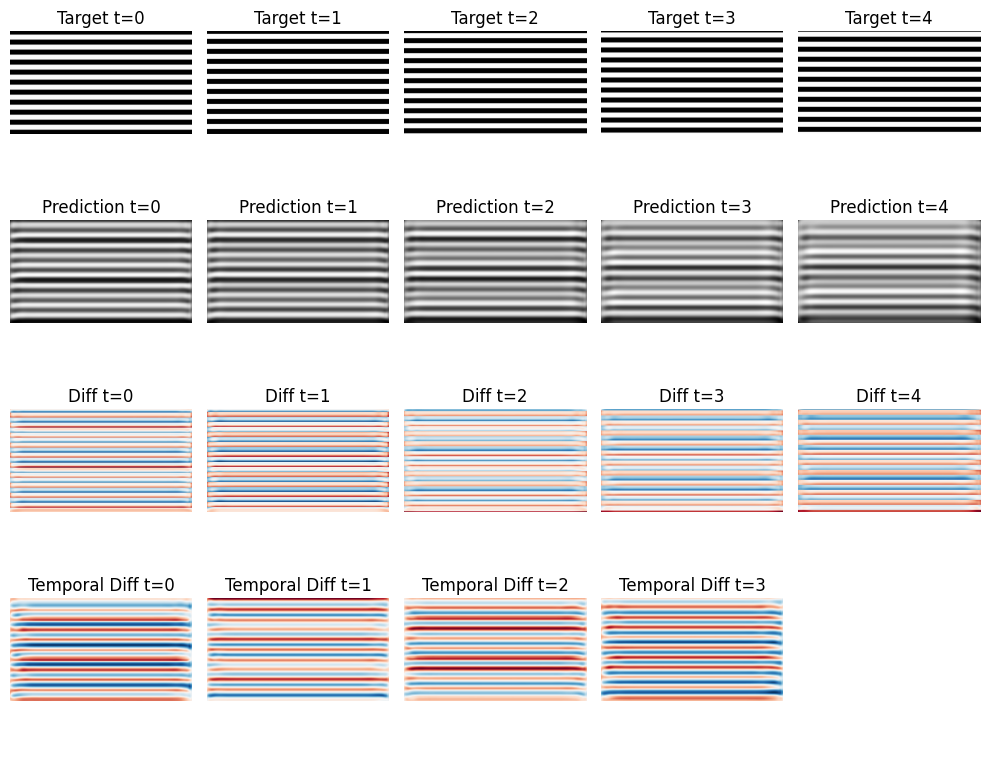 Target t=0 Target t=1 Target t=2 Target t=3 Target t=4
Prediction t=0 Prediction t=1 Prediction t=2 Prediction t=3 Prediction t=4
Diff t=0 Diff t=1 Diff t=2 Diff t=3 Diff t=4
Temporal Diff t=0 Temporal Diff t=1 Temporal Diff t=2 Temporal Diff t=3